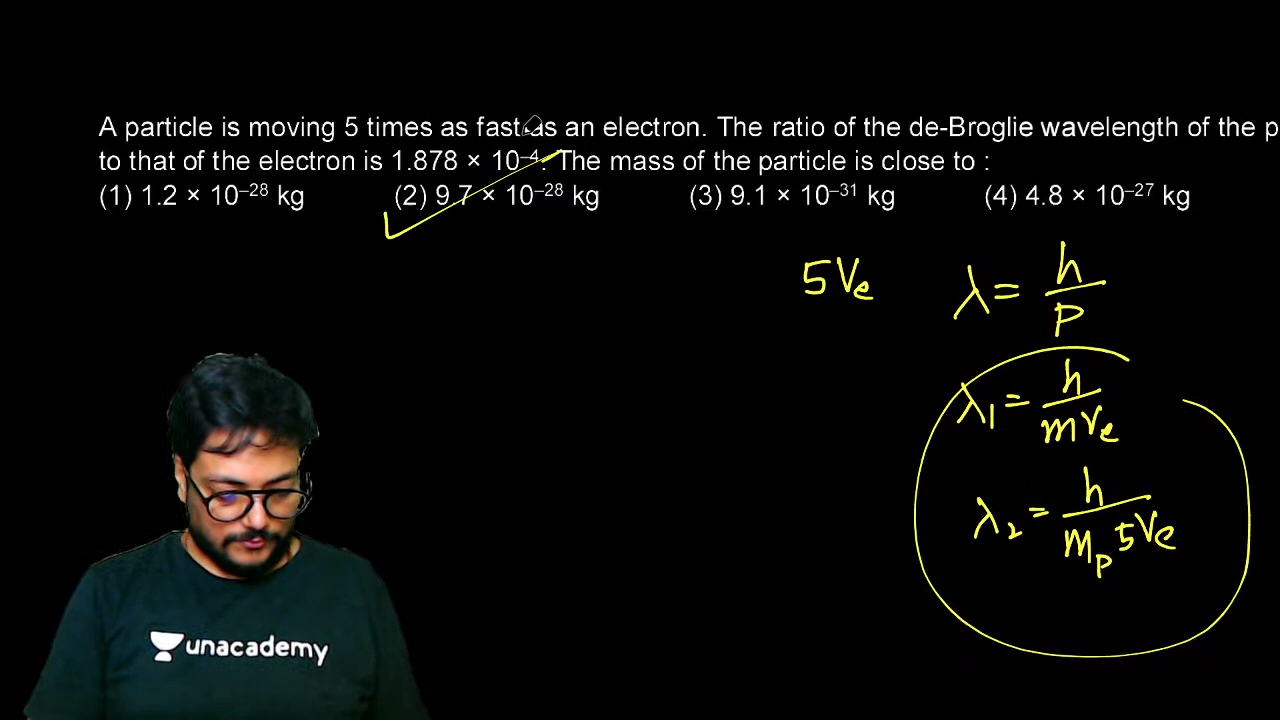 A particle is moving 5 times as fast as an electron. The ratio of the de-Broglie wavelength of the p
to that of the electron is 1.878 × 10⁻⁴. The mass of the particle is close to :
(1) 1.2 × 10⁻²⁸ kg (2) 9.7 × 10⁻²⁸ kg (3) 9.1 × 10⁻³¹ kg (4) 4.8 × 10⁻²⁷ kg
5Ve λ = h/p
λ₁ = h/mVe
λ₂ = h/mp5Ve
unacademy